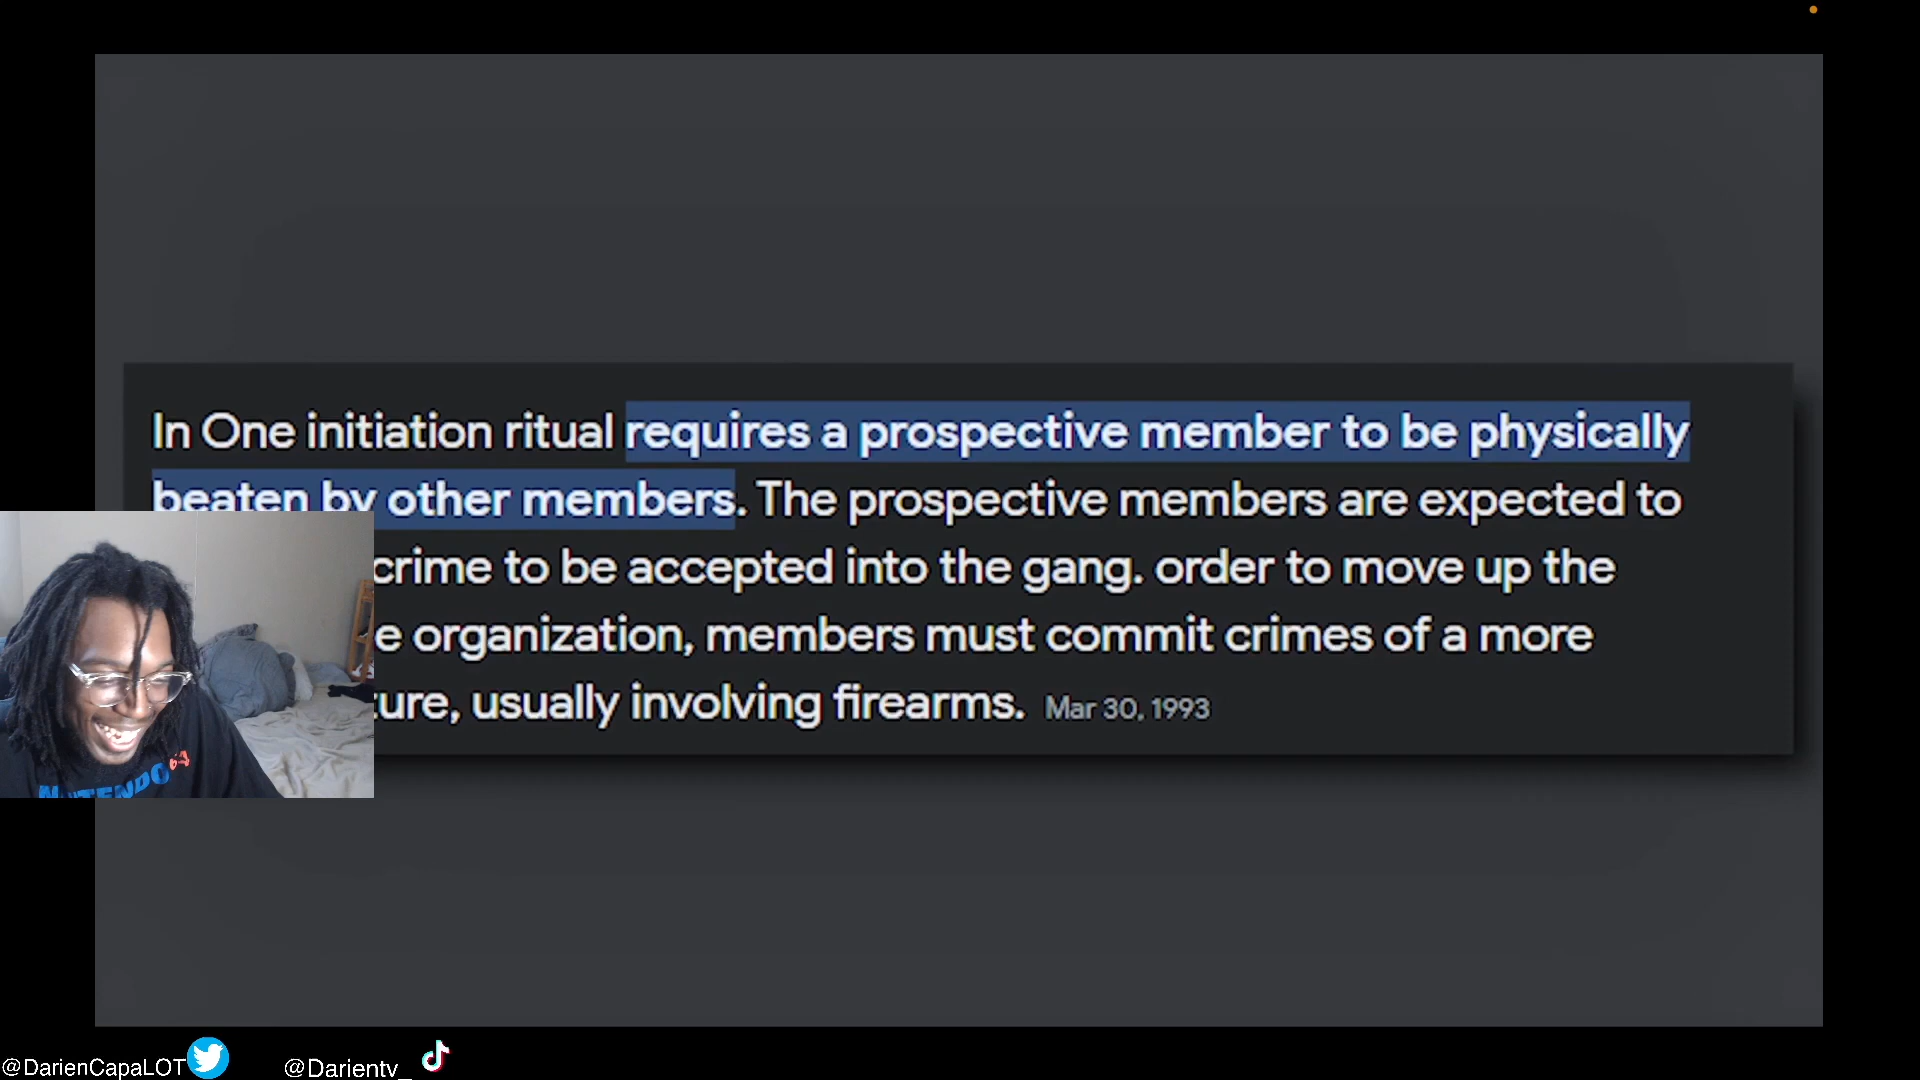 In One initiation ritual requires a prospective member to be physically
beaten by other members. The prospective members are expected to
crime to be accepted into the gang. order to move up the
organization, members must commit crimes of a more
usually involving firearms. Mar 30, 1993
NINTENDO 64
@DarienCapaLOT @Darientv_